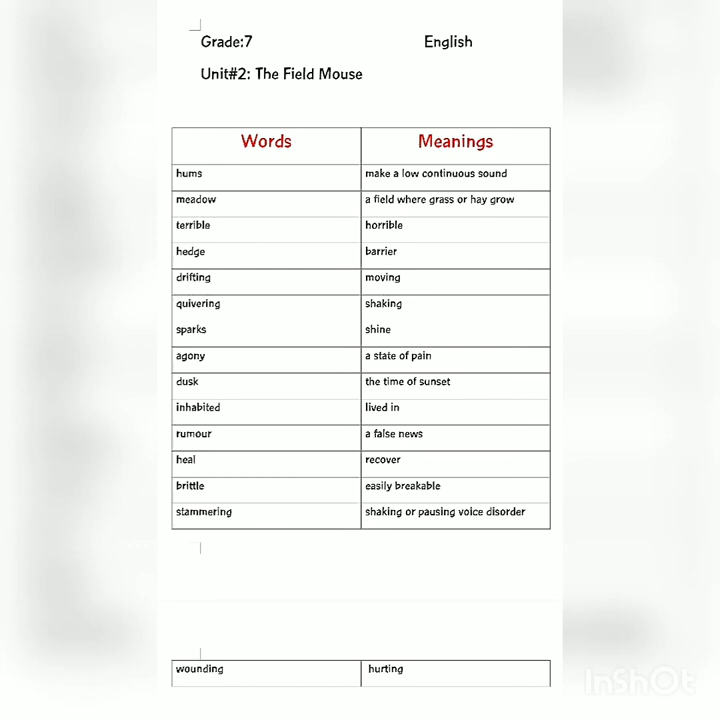 Grade:7 English
Unit#2: The Field Mouse
Words Meanings
hums make a low continuous sound
meadow a field where grass or hay grow
terrible horrible
hedge barrier
drifting moving
quivering shaking
sparks shine
agony a state of pain
dusk the time of sunset
inhabited lived in
rumour a false news
heal recover
brittle easily breakable
stammering shaking or pausing voice disorder
wounding hurting
InShOt